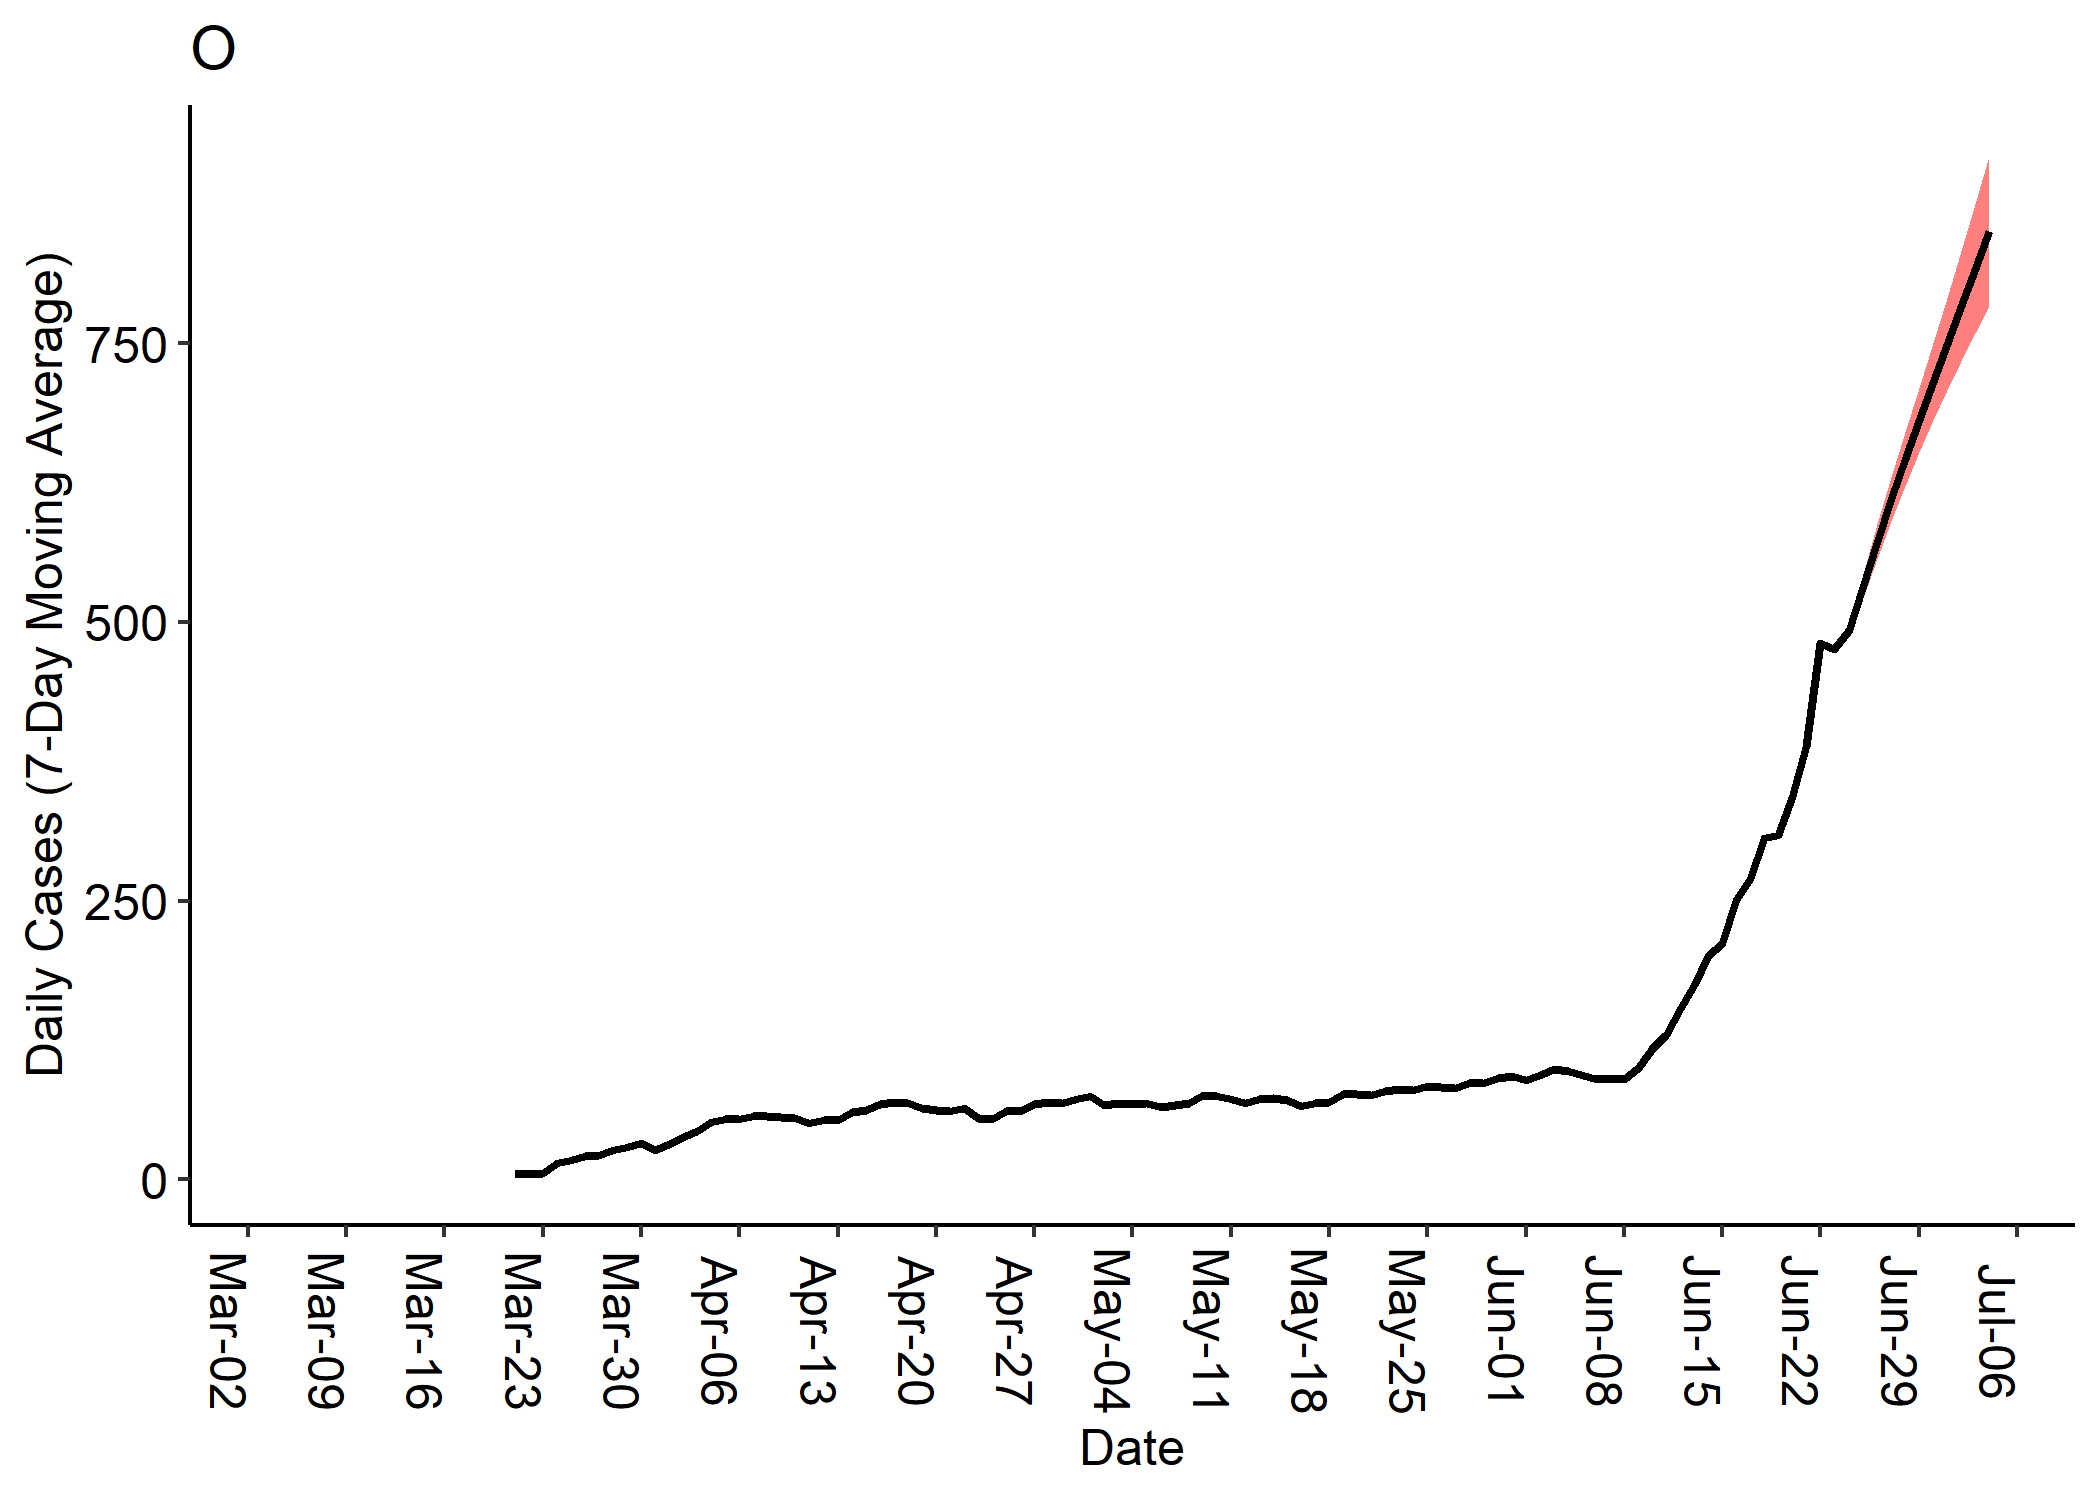 O
Daily Cases (7-Day Moving Average)
750
500
250
0
Mar-02
Mar-09
Mar-16
Mar-23
Mar-30
Apr-06
Apr-13
Apr-20
Apr-27
May-04
May-11
May-18
May-25
Jun-01
Jun-08
Jun-15
Jun-22
Jun-29
Jul-06
Date